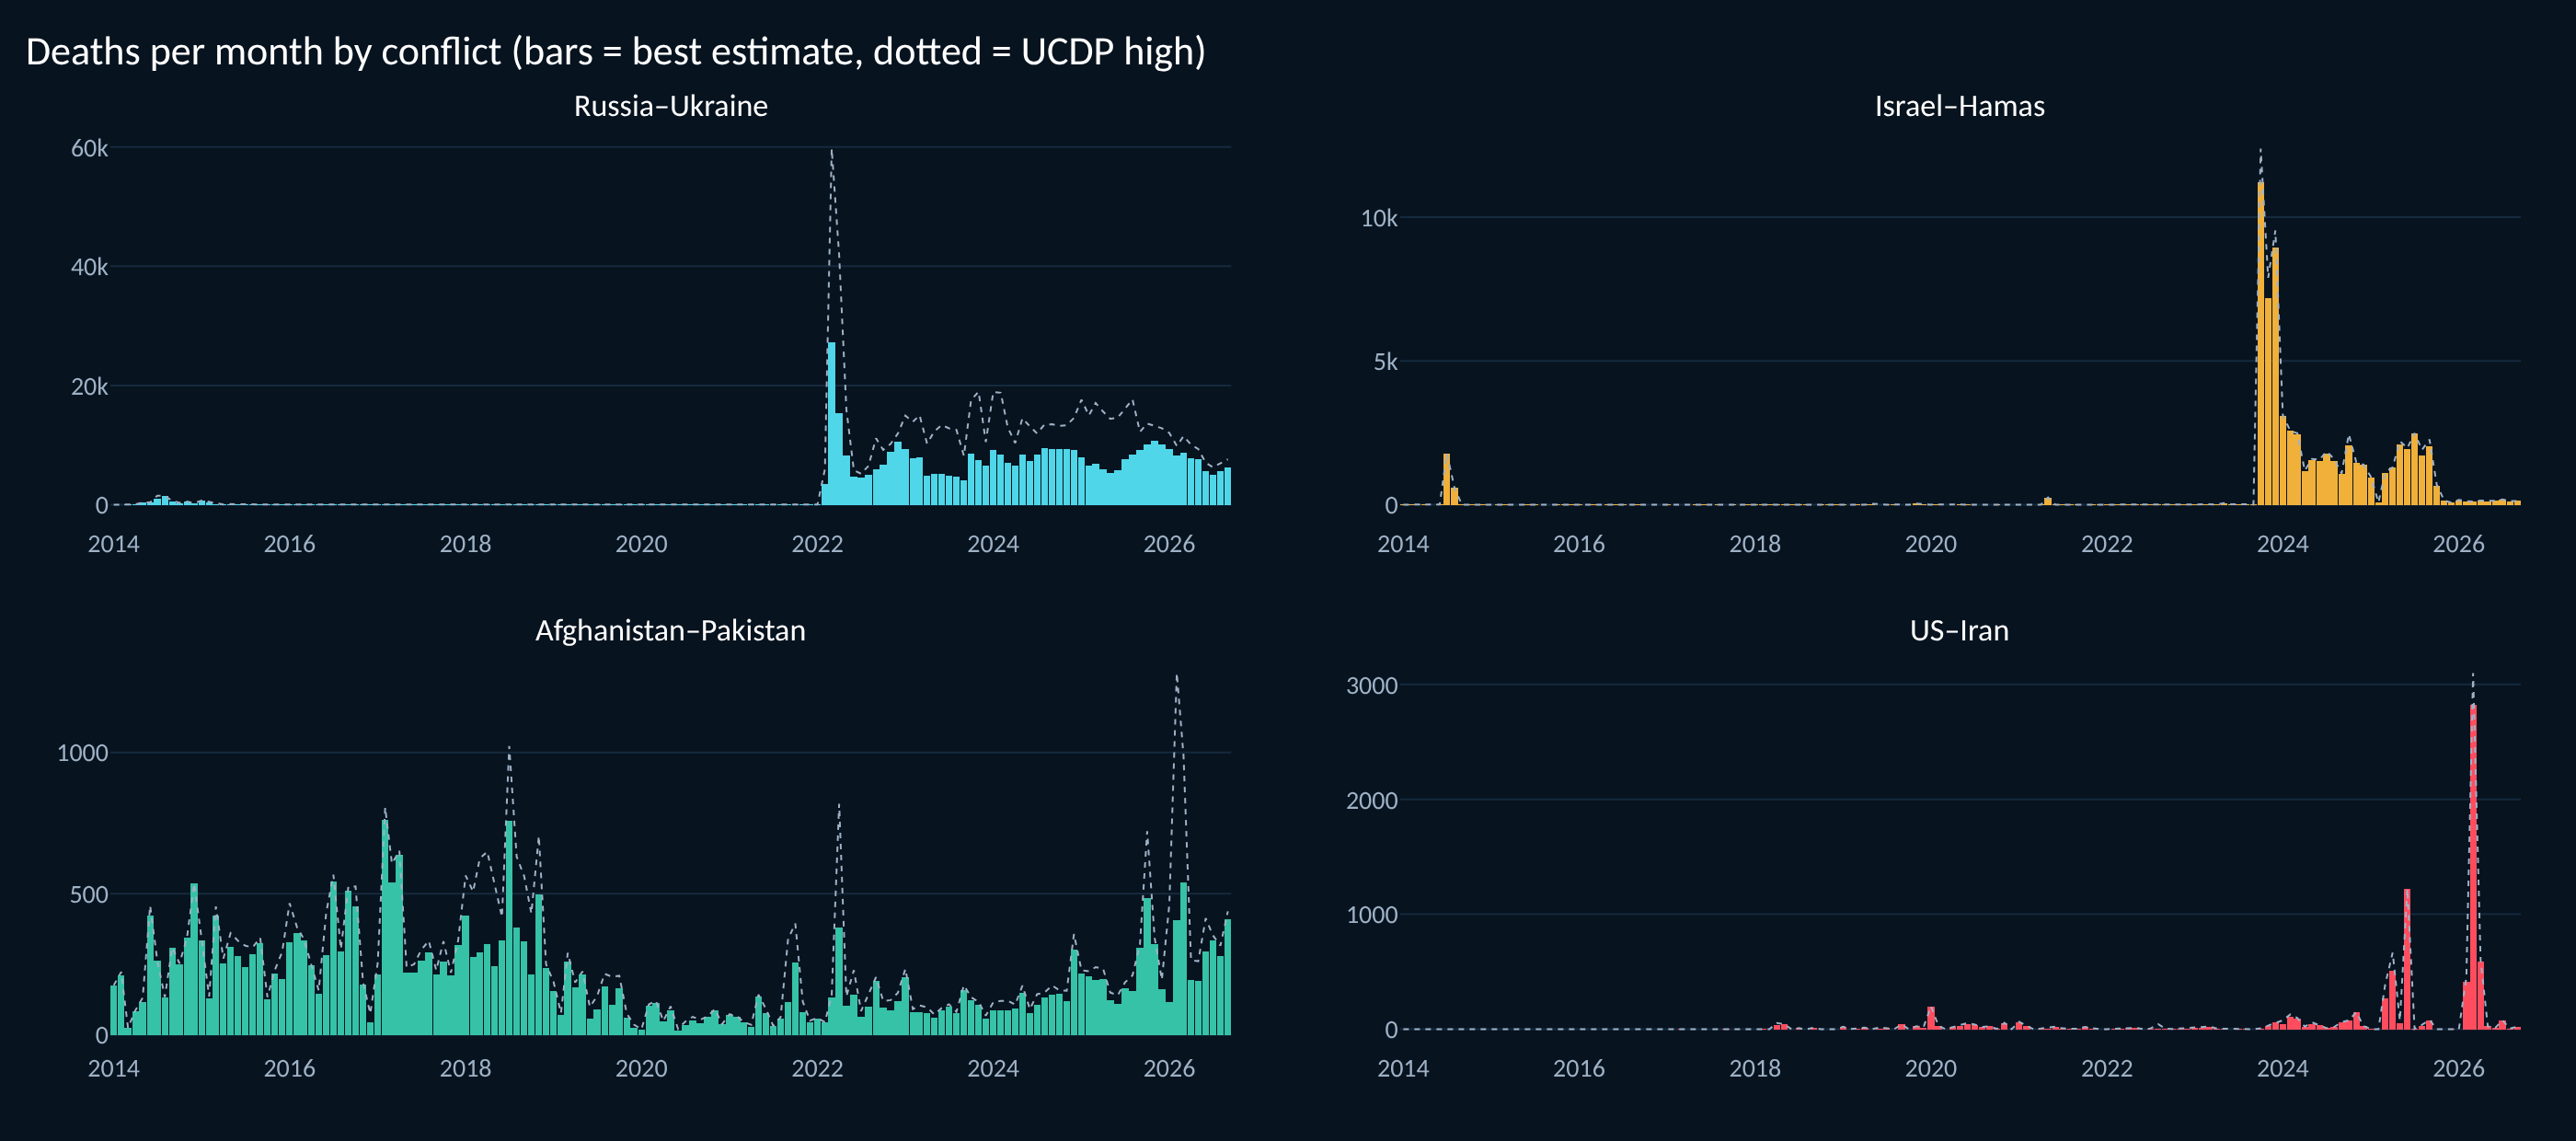 Deaths per month by conflict (bars = best estimate, dotted = UCDP high)
Russia–Ukraine
60k
40k
20k
0
2014 2016 2018 2020 2022 2024 2026
Israel–Hamas
10k
5k
0
2014 2016 2018 2020 2022 2024 2026
Afghanistan–Pakistan
1000
500
0
2014 2016 2018 2020 2022 2024 2026
US–Iran
3000
2000
1000
0
2014 2016 2018 2020 2022 2024 2026